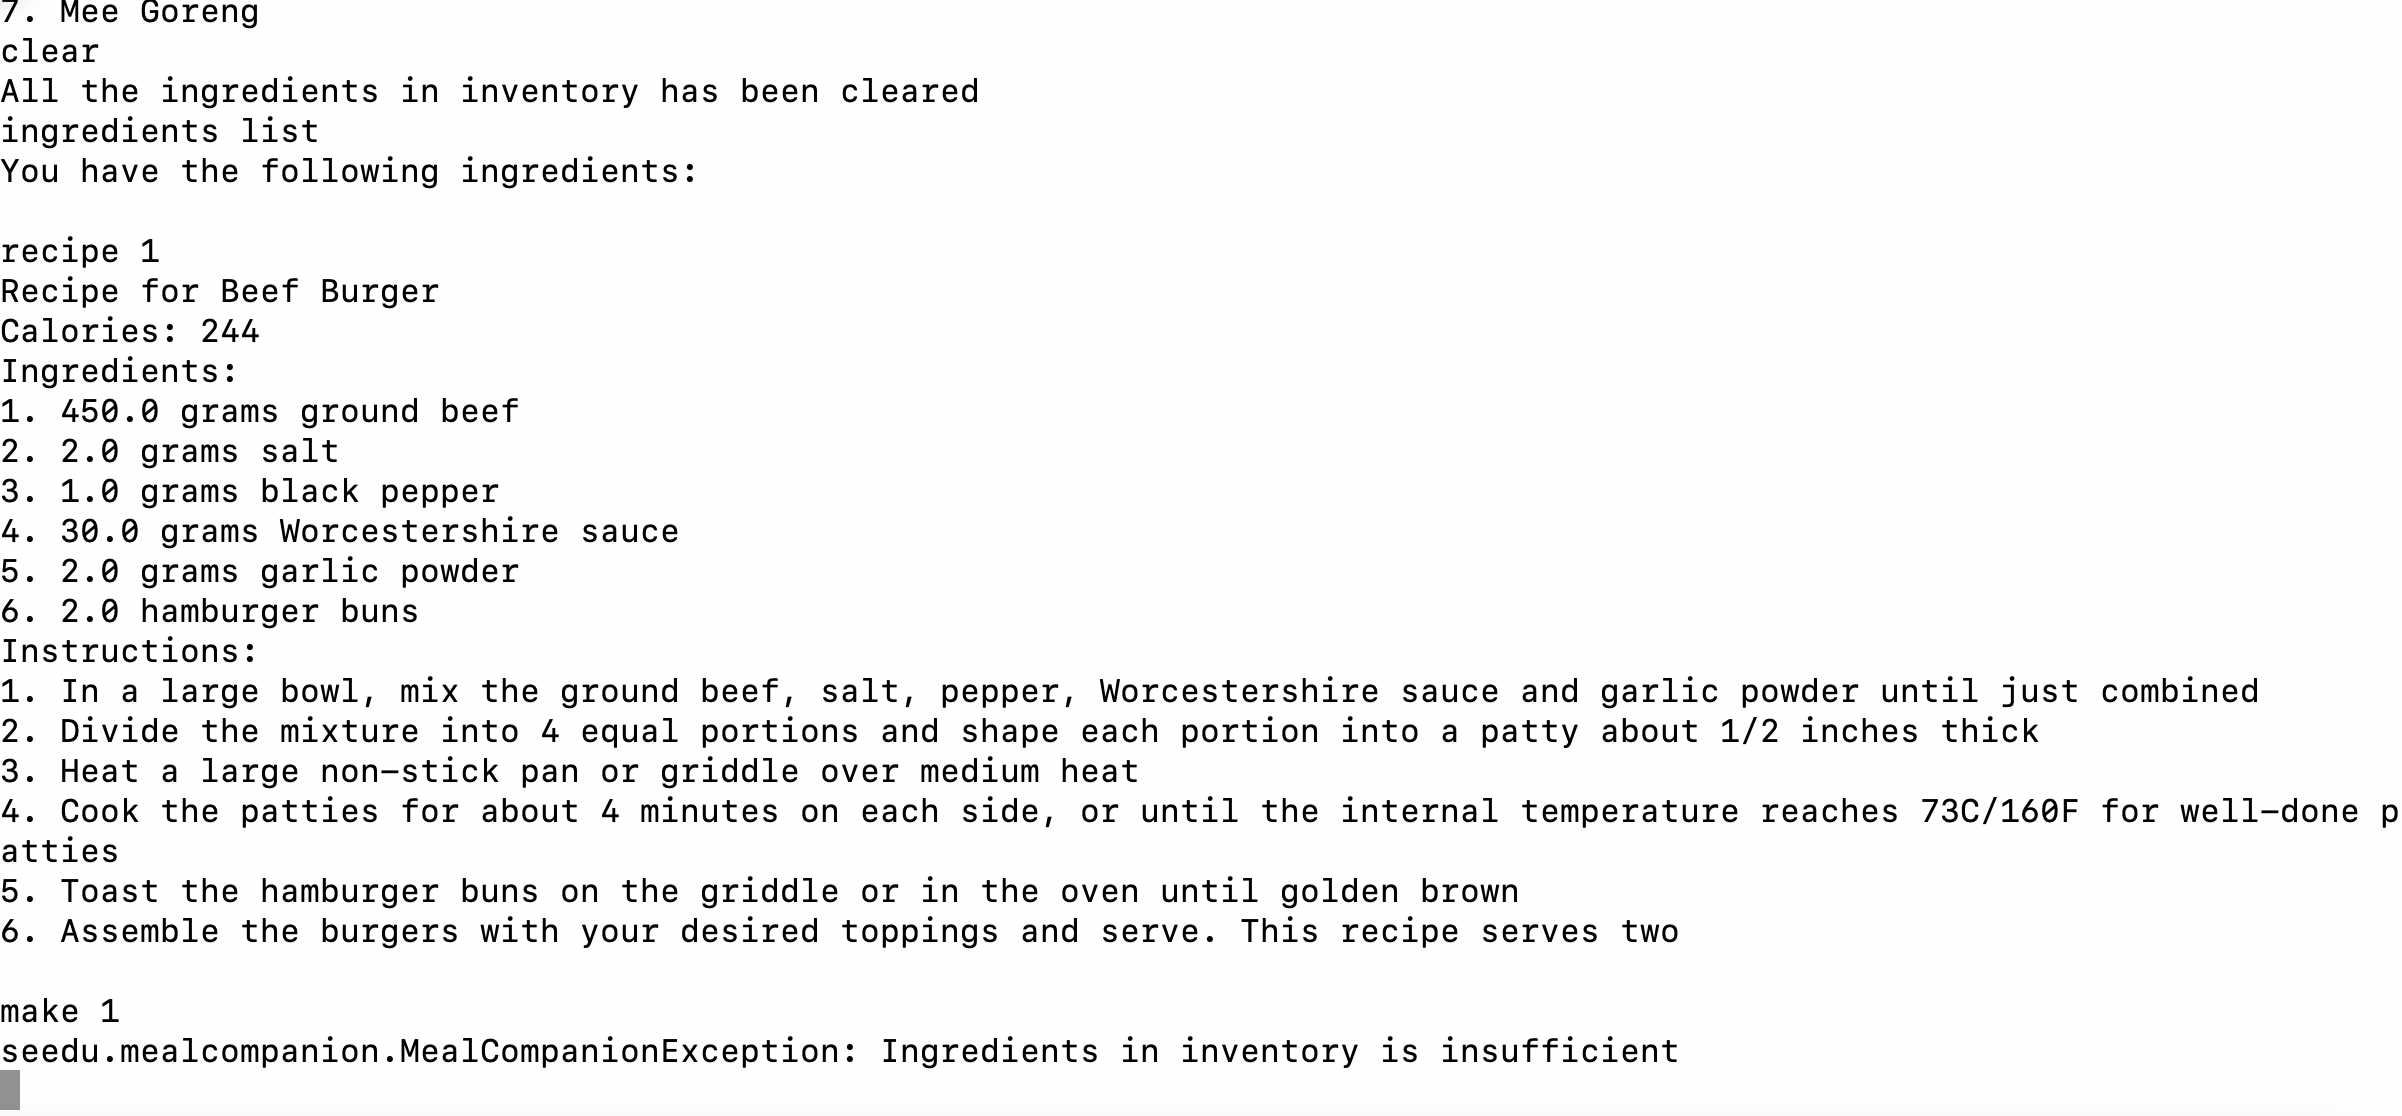 7. Mee Goreng
clear
All the ingredients in inventory has been cleared
ingredients list
You have the following ingredients:
recipe 1
Recipe for Beef Burger
Calories: 244
Ingredients:
1. 450.0 grams ground beef
2. 2.0 grams salt
3. 1.0 grams black pepper
4. 30.0 grams Worcestershire sauce
5. 2.0 grams garlic powder
6. 2.0 hamburger buns
Instructions:
1. In a large bowl, mix the ground beef, salt, pepper, Worcestershire sauce and garlic powder until just combined
2. Divide the mixture into 4 equal portions and shape each portion into a patty about 1/2 inches thick
3. Heat a large non-stick pan or griddle over medium heat
4. Cook the patties for about 4 minutes on each side, or until the internal temperature reaches 73C/160F for well-done p
atties
5. Toast the hamburger buns on the griddle or in the oven until golden brown
6. Assemble the burgers with your desired toppings and serve. This recipe serves two
make 1
seedu.mealcompanion.MealCompanionException: Ingredients in inventory is insufficient